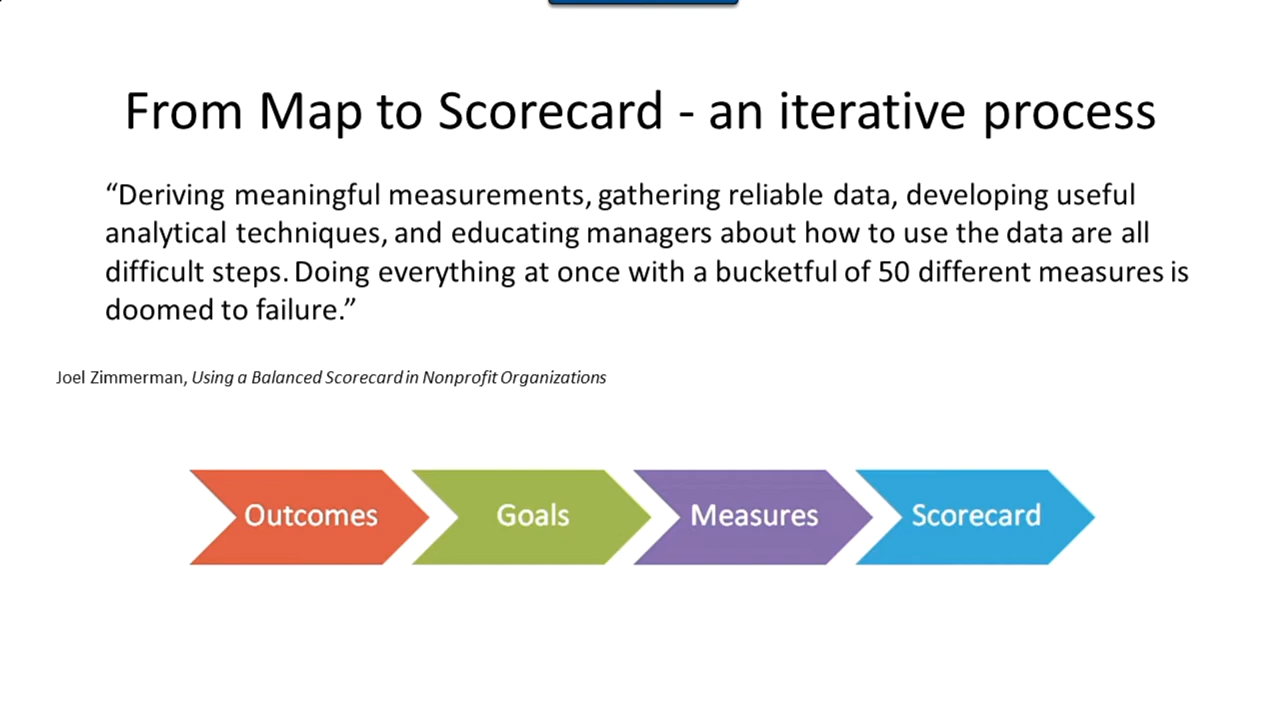 From Map to Scorecard - an iterative process
“Deriving meaningful measurements, gathering reliable data, developing useful
analytical techniques, and educating managers about how to use the data are all
difficult steps. Doing everything at once with a bucketful of 50 different measures is
doomed to failure.”
Joel Zimmerman, Using a Balanced Scorecard in Nonprofit Organizations
Outcomes
Goals
Measures
Scorecard